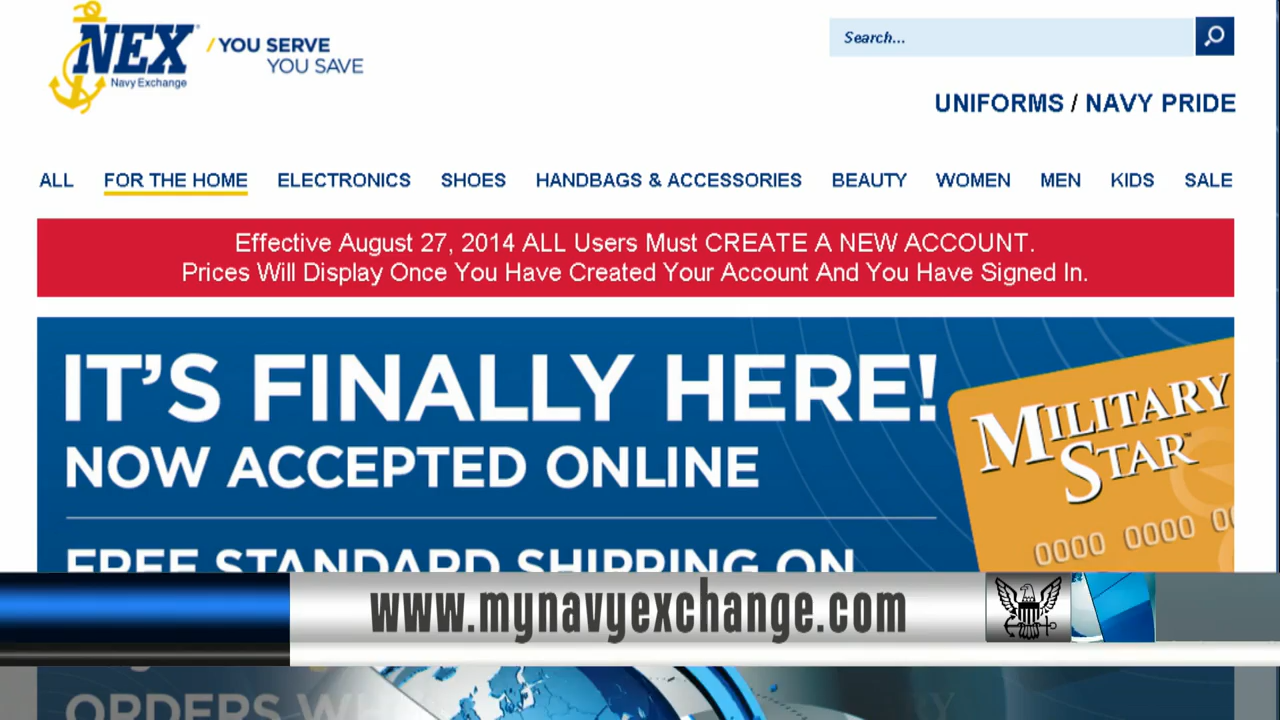 NEX
Navy Exchange
/ YOU SERVE
YOU SAVE
Search...
UNIFORMS / NAVY PRIDE
ALL FOR THE HOME ELECTRONICS SHOES HANDBAGS & ACCESSORIES BEAUTY WOMEN MEN KIDS SALE
Effective August 27, 2014 ALL Users Must CREATE A NEW ACCOUNT.
Prices Will Display Once You Have Created Your Account And You Have Signed In.
IT'S FINALLY HERE!
NOW ACCEPTED ONLINE
MILITARY
STAR™
0000 0000
FREE STANDARD SHIPPING ON
www.mynavyexchange.com
ORDERS